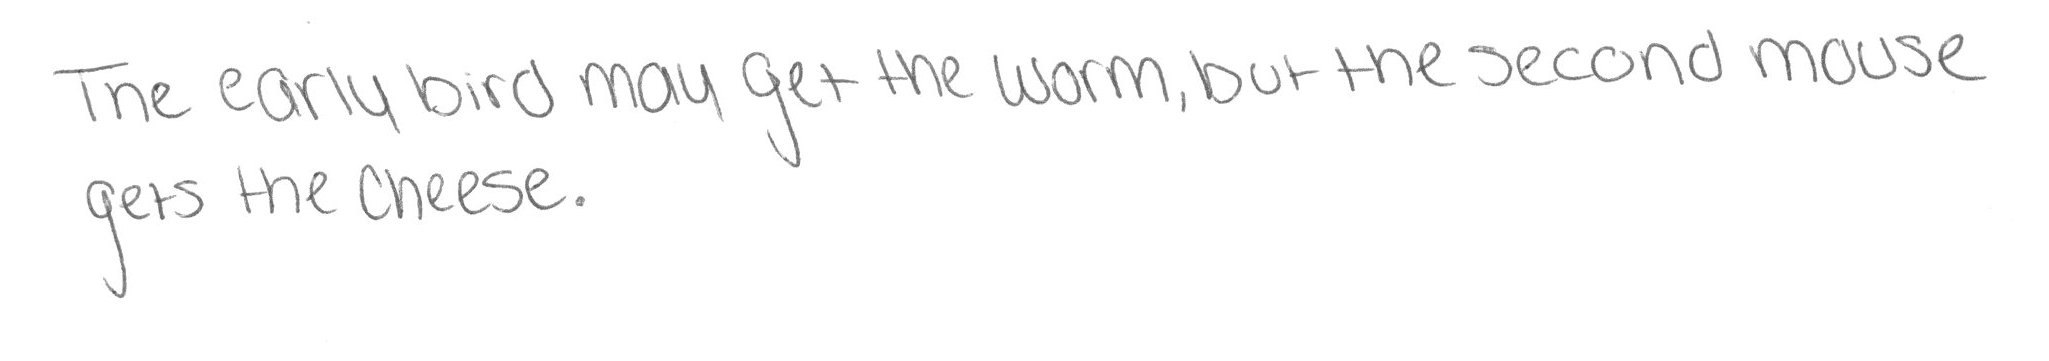 The early bird may get the worm, but the second mouse
gets the cheese.